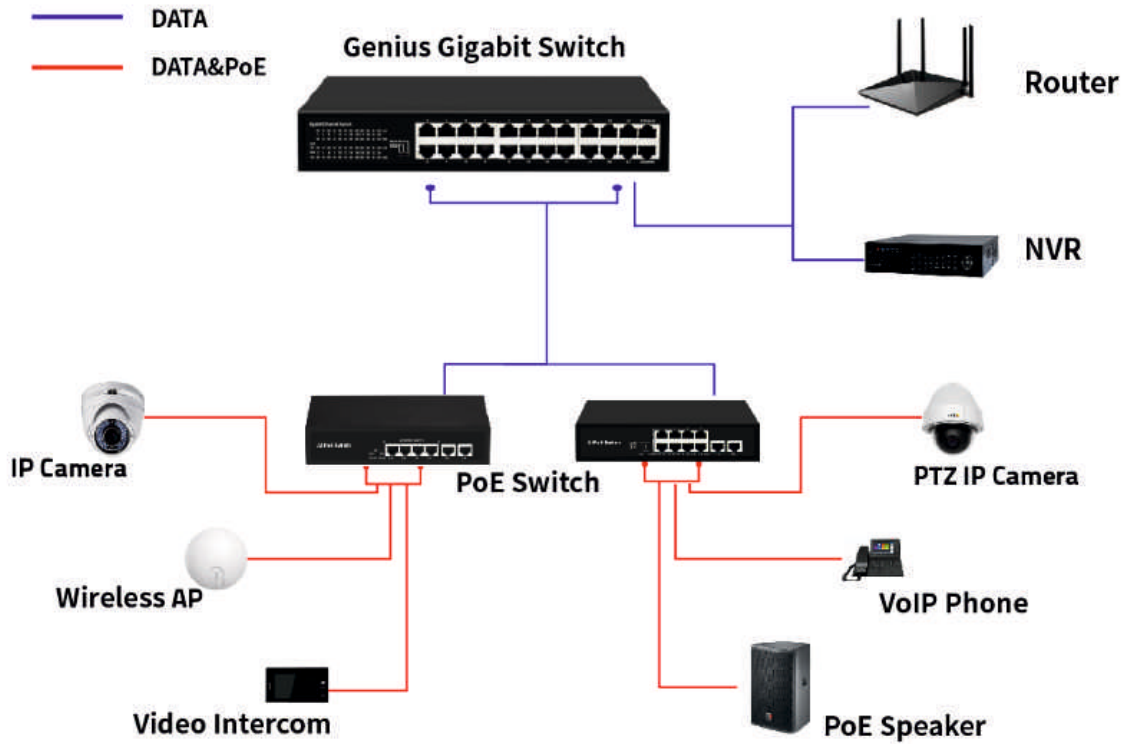 DATA
DATA&PoE
Genius Gigabit Switch
Router
NVR
IP Camera
PoE Switch
PTZ IP Camera
Wireless AP
VoIP Phone
Video Intercom
PoE Speaker